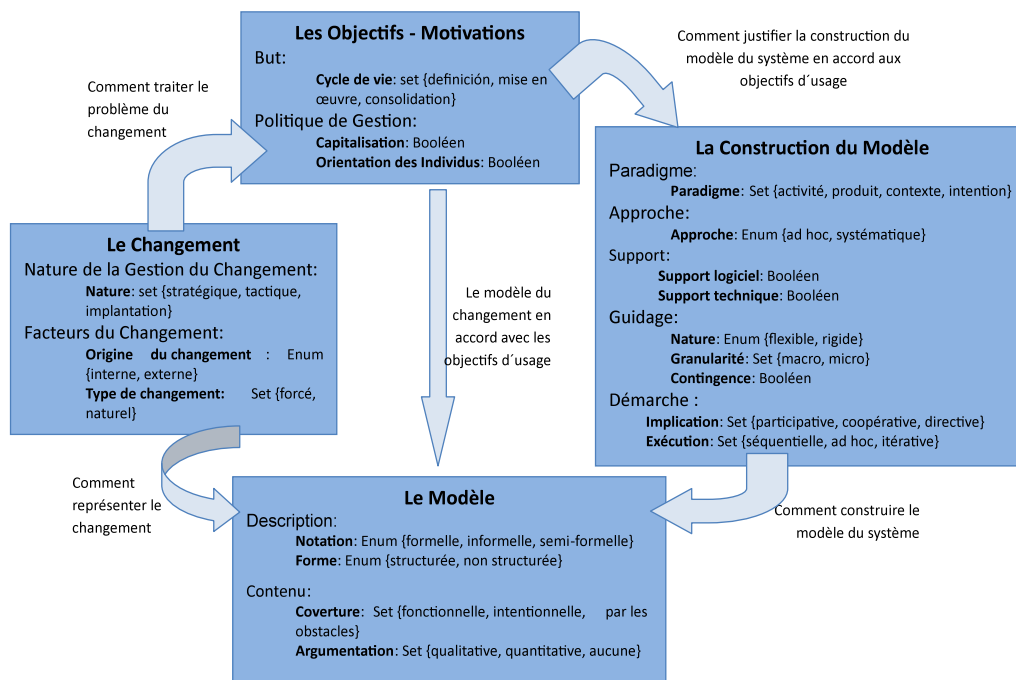 Les Objectifs - Motivations
But:
Cycle de vie: set {definición, mise en
œuvre, consolidation}
Politique de Gestion:
Capitalisation: Booléen
Orientation des Individus: Booléen
Comment justifier la construction du
modèle du système en accord aux
objectifs d´usage
Comment traiter le
problème du
changement
La Construction du Modèle
Paradigme:
Paradigme: Set {activité, produit, contexte, intention}
Approche:
Approche: Enum {ad hoc, systématique}
Support:
Support logiciel: Booléen
Support technique: Booléen
Guidage:
Nature: Enum {flexible, rigide}
Granularité: Set {macro, micro}
Contingence: Booléen
Démarche :
Implication: Set {participative, coopérative, directive}
Exécution: Set {séquentielle, ad hoc, itérative}
Le Changement
Nature de la Gestion du Changement:
Nature: set {stratégique, tactique,
implantation}
Facteurs du Changement:
Origine du changement : Enum
{interne, externe}
Type de changement: Set {forcé,
naturel}
Le modèle du
changement en
accord avec les
objectifs d´usage
Comment
représenter le
changement
Comment construire le
modèle du système
Le Modèle
Description:
Notation: Enum {formelle, informelle, semi-formelle}
Forme: Enum {structurée, non structurée}
Contenu:
Coverture: Set {fonctionnelle, intentionnelle, par les
obstacles}
Argumentation: Set {qualitative, quantitative, aucune}